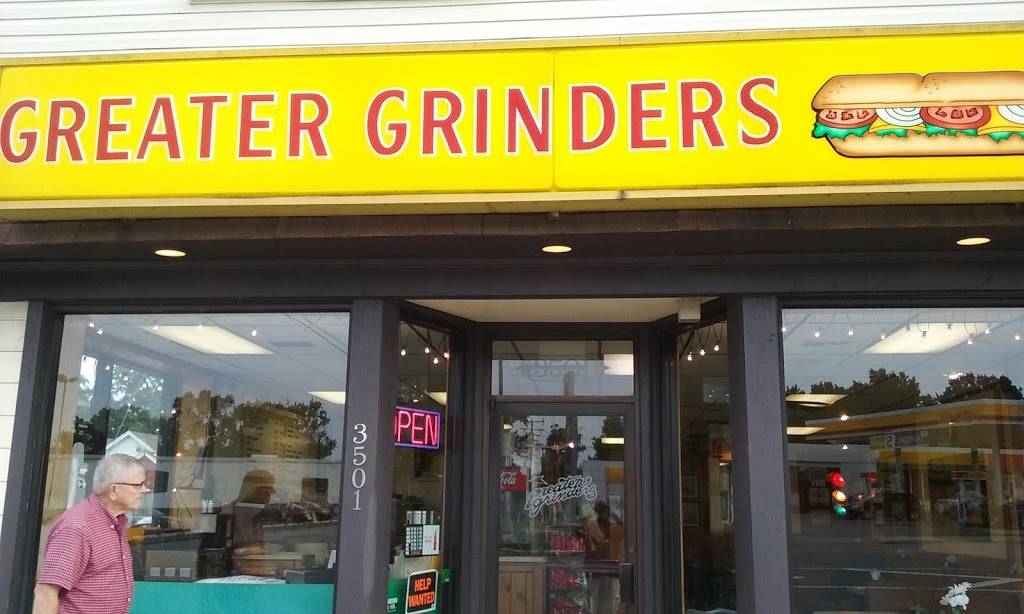 GREATER GRINDERS
OPEN
3501
greater
grinders
HELP
WANTED